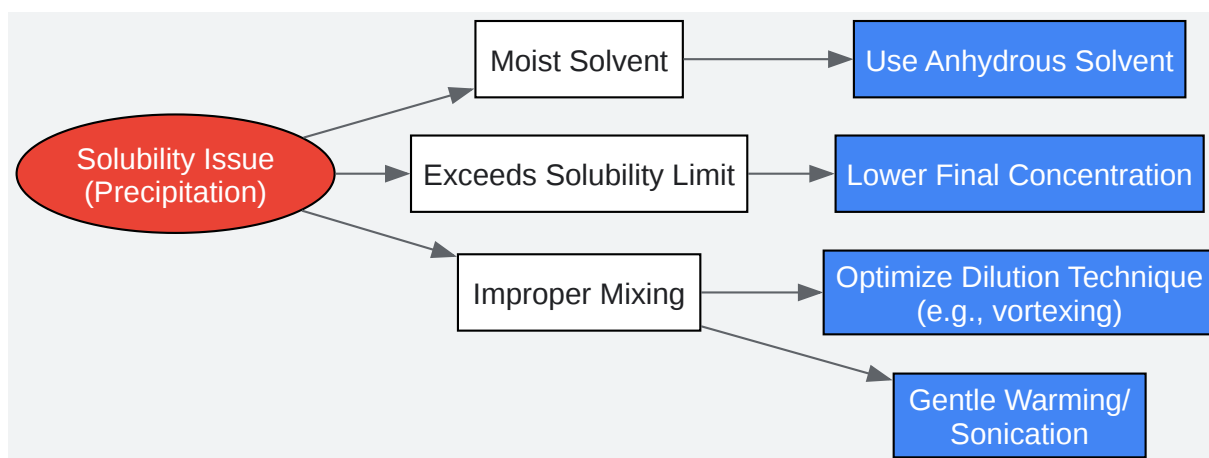 Moist Solvent
Use Anhydrous Solvent
Solubility Issue
(Precipitation)
Exceeds Solubility Limit
Lower Final Concentration
Improper Mixing
Optimize Dilution Technique
(e.g., vortexing)
Gentle Warming/
Sonication